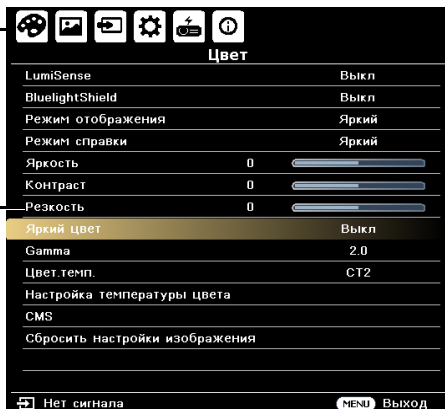 Цвет
LumiSense Выкл
BluelightShield Выкл
Режим отображения Яркий
Режим справки Яркий
Яркость 0
Контраст 0
Резкость 0
Яркий цвет Выкл
Gamma 2.0
Цвет.темп. CT2
Настройка температуры цвета
CMS
Сбросить настройки изображения
Нет сигнала MENU Выход